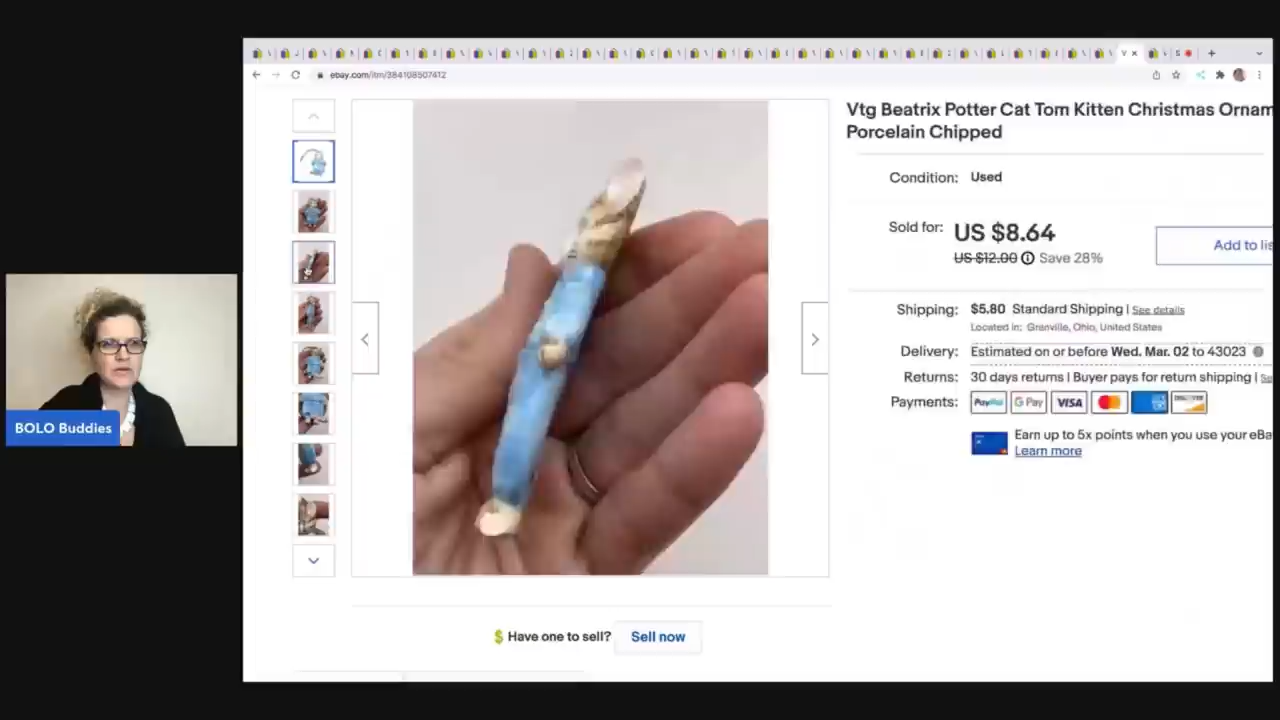 ebay.com/itm/384108507412
Vtg Beatrix Potter Cat Tom Kitten Christmas Ornam
Porcelain Chipped
Condition: Used
Sold for: US $8.64
US $12.00 Save 28%
Add to lis
Shipping: $5.80 Standard Shipping | See details
Located in: Granville, Ohio, United States
Delivery: Estimated on or before Wed. Mar. 02 to 43023
Returns: 30 days returns | Buyer pays for return shipping |
Payments: PayPal G Pay VISA
Earn up to 5x points when you use your eBa
Learn more
BOLO Buddies
$ Have one to sell? Sell now